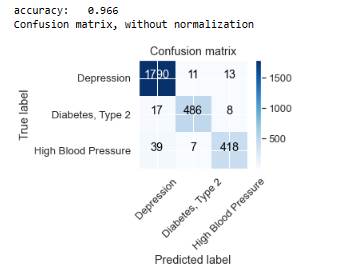 accuracy: 0.966
Confusion matrix, without normalization
Confusion matrix
Depression 1790 11 13
Diabetes, Type 2 17 486 8
High Blood Pressure 39 7 418
1500
1000
500
True label
Depression
Diabetes, Type 2
High Blood Pressure
Predicted label